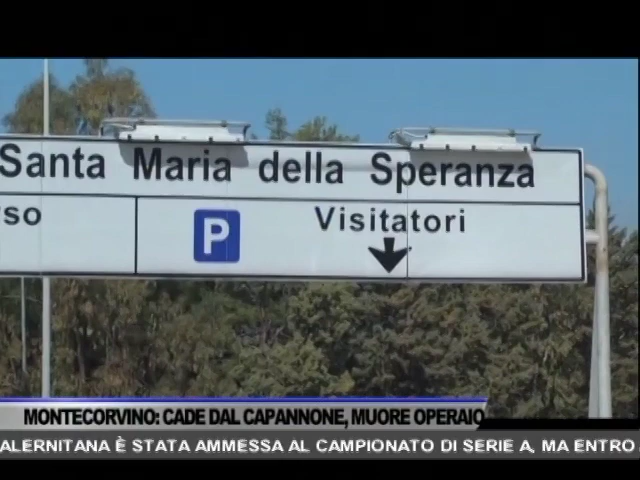 Santa Maria della Speranza
rso
P
Visitatori
MONTECORVINO: CADE DAL CAPANNONE, MUORE OPERAIO
ALERNITANA È STATA AMMESSA AL CAMPIONATO DI SERIE A, MA ENTRO